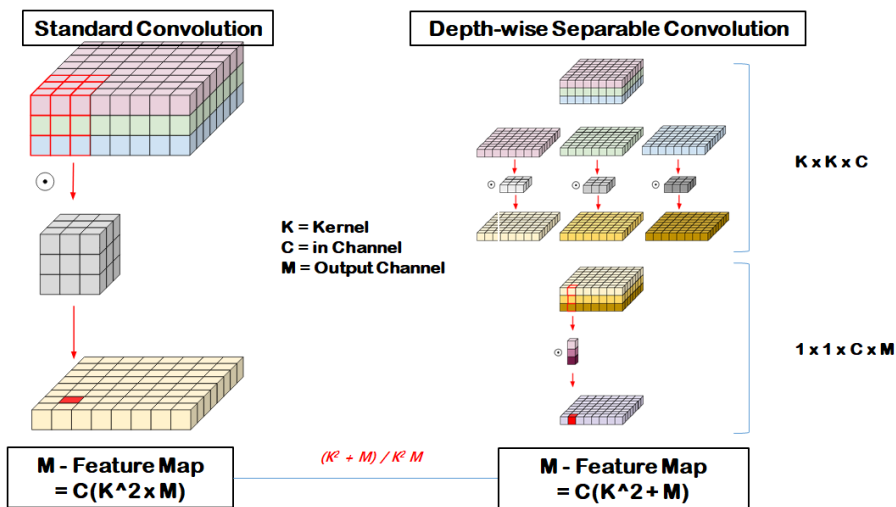 Standard Convolution
Depth-wise Separable Convolution
K x K x C
K = Kernel
C = in Channel
M = Output Channel
1 x 1 x C x M
M - Feature Map
= C(K^2 x M)
(K² + M) / K² M
M - Feature Map
= C(K^2 + M)